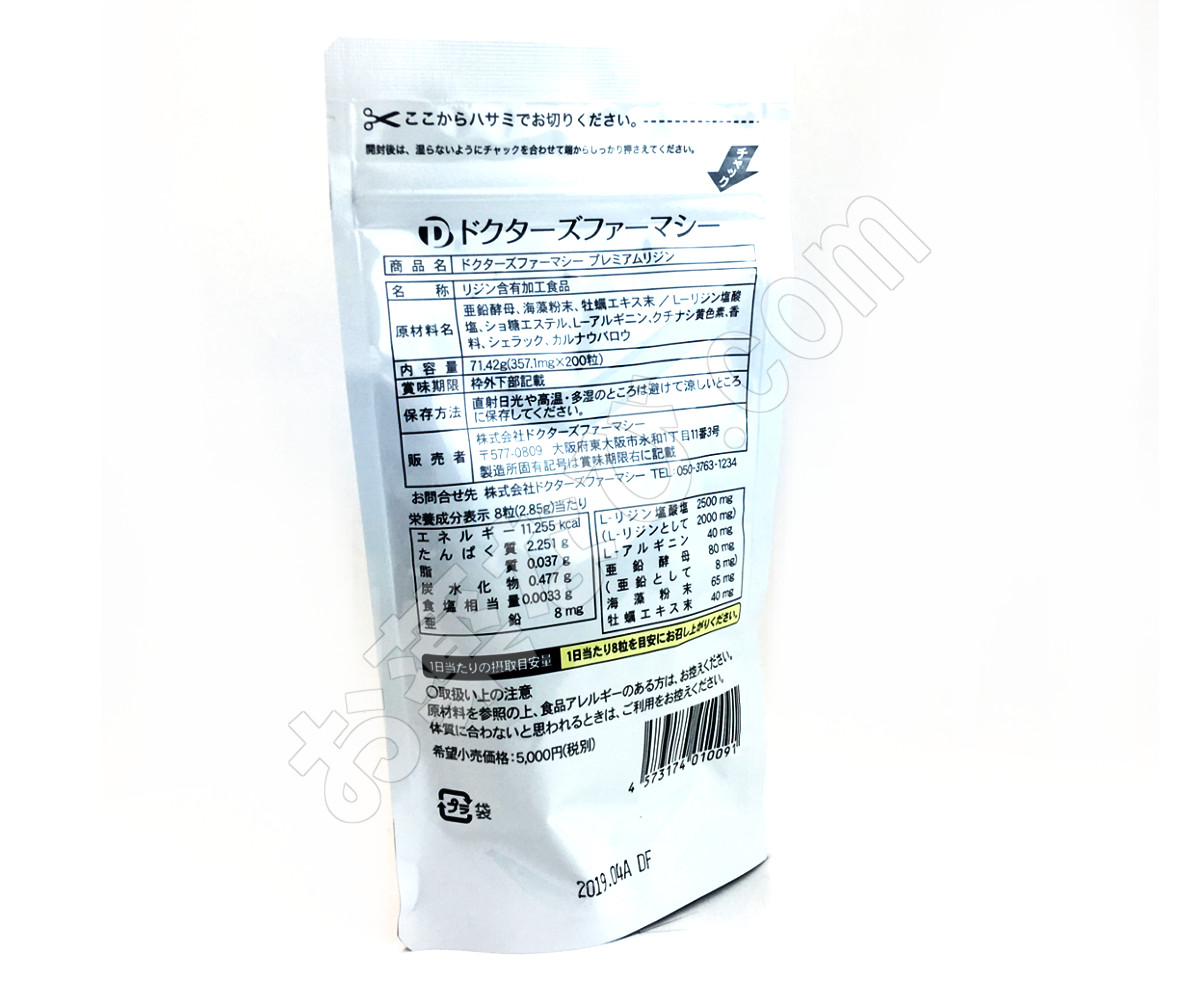 ここからハサミでお切りください。
開封後は、湿らないようにチャックを合わせて端からしっかり押さえてください。
チャック
ドクターズファーマシー
商品名 ドクターズファーマシー プレミアムリジン
名称 リジン含有加工食品
原材料名 亜鉛酵母、海藻粉末、牡蠣エキス末／L−リジン塩酸
塩、ショ糖エステル、L−アルギニン、クチナシ黄色素、香
料、シェラック、カルナウバロウ
内容量 71.42g(357.1mg×200粒)
賞味期限 枠外下部記載
保存方法 直射日光や高温・多湿のところは避けて涼しいところ
に保存してください。
販売者 株式会社ドクターズファーマシー
〒577-0809 大阪府東大阪市永和1丁目11番3号
製造所固有記号は賞味期限右に記載
お問合せ先 株式会社ドクターズファーマシー TEL:050-3763-1234
栄養成分表示 8粒(2.85g)当たり
エネルギー 11,255 kcal
たんぱく質 2.251 g
脂質 0.037 g
炭水化物 0.477 g
食塩相当量 0.0033 g
亜鉛 8 mg
L-リジン塩酸塩 2500 mg
(L-リジンとして 2000 mg)
L-アルギニン 40 mg
亜鉛酵母 80 mg
(亜鉛として 8 mg)
海藻粉末 65 mg
牡蠣エキス末 40 mg
1日当たりの摂取目安量 1日当たり8粒を目安にお召し上がりください。
〇取扱い上の注意
原材料を参照の上、食品アレルギーのある方は、お控えください。
体質に合わないと思われるときは、ご利用をお控えください。
希望小売価格:5,000円(税別)
4 573174 010091
プラ 袋
2019.04A DF